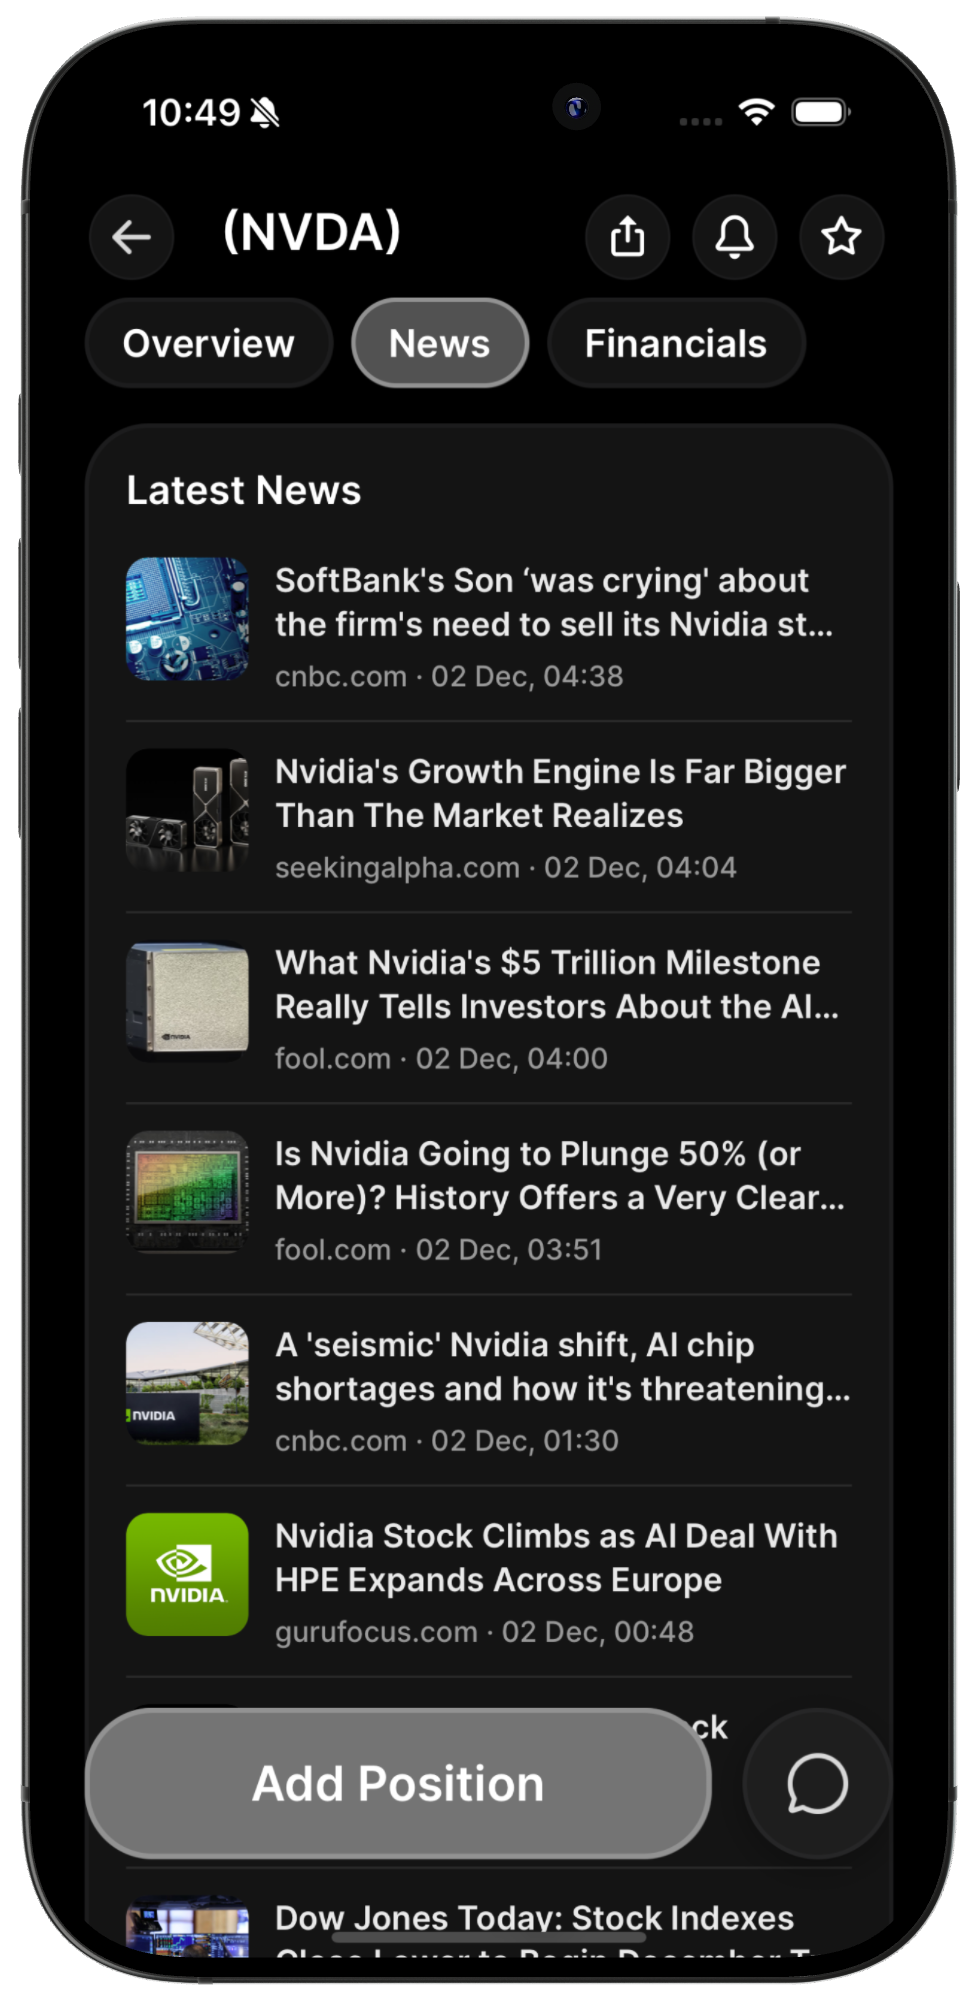 10:49
(NVDA)
Overview
News
Financials
Latest News
SoftBank's Son ‘was crying' about
the firm's need to sell its Nvidia st...
cnbc.com · 02 Dec, 04:38
Nvidia's Growth Engine Is Far Bigger
Than The Market Realizes
seekingalpha.com · 02 Dec, 04:04
What Nvidia's $5 Trillion Milestone
Really Tells Investors About the AI...
fool.com · 02 Dec, 04:00
Is Nvidia Going to Plunge 50% (or
More)? History Offers a Very Clear...
fool.com · 02 Dec, 03:51
A 'seismic' Nvidia shift, AI chip
shortages and how it's threatening...
cnbc.com · 02 Dec, 01:30
Nvidia Stock Climbs as AI Deal With
HPE Expands Across Europe
gurufocus.com · 02 Dec, 00:48
NVIDIA
NVIDIA
NVIDIA
Add Position
Dow Jones Today: Stock Indexes
Close Lower to Begin December